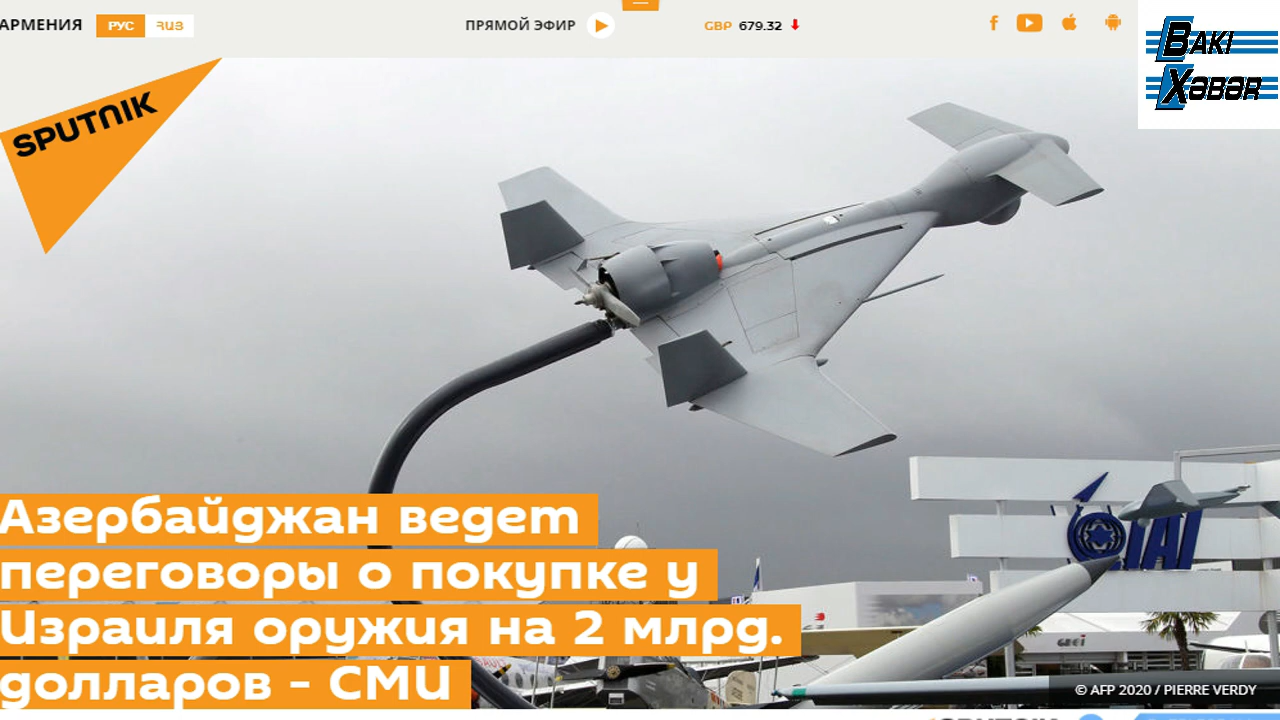 АРМЕНИЯ РУС ՀԱՅ ПРЯМОЙ ЭФИР GBP 679.32
BAKI
XƏBƏR
SPUTNIK
IAI
Азербайджан ведет
переговоры о покупке у
Израиля оружия на 2 млрд.
долларов - СМИ
© AFP 2020 / PIERRE VERDY